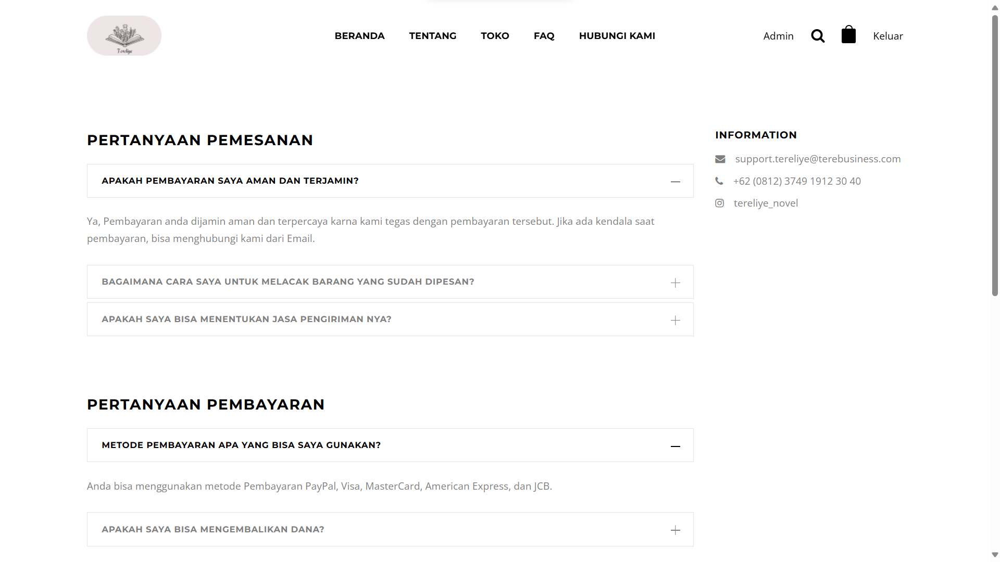 Tereliye
BERANDA
TENTANG
TOKO
FAQ
HUBUNGI KAMI
Admin
Keluar
PERTANYAAN PEMESANAN
APAKAH PEMBAYARAN SAYA AMAN DAN TERJAMIN?
Ya, Pembayaran anda dijamin aman dan terpercaya karna kami tegas dengan pembayaran tersebut. Jika ada kendala saat
pembayaran, bisa menghubungi kami dari Email.
BAGAIMANA CARA SAYA UNTUK MELACAK BARANG YANG SUDAH DIPESAN?
APAKAH SAYA BISA MENENTUKAN JASA PENGIRIMAN NYA?
PERTANYAAN PEMBAYARAN
METODE PEMBAYARAN APA YANG BISA SAYA GUNAKAN?
Anda bisa menggunakan metode Pembayaran PayPal, Visa, MasterCard, American Express, dan JCB.
APAKAH SAYA BISA MENGEMBALIKAN DANA?
INFORMATION
support.tereliye@terebusiness.com
+62 (0812) 3749 1912 30 40
tereliye_novel